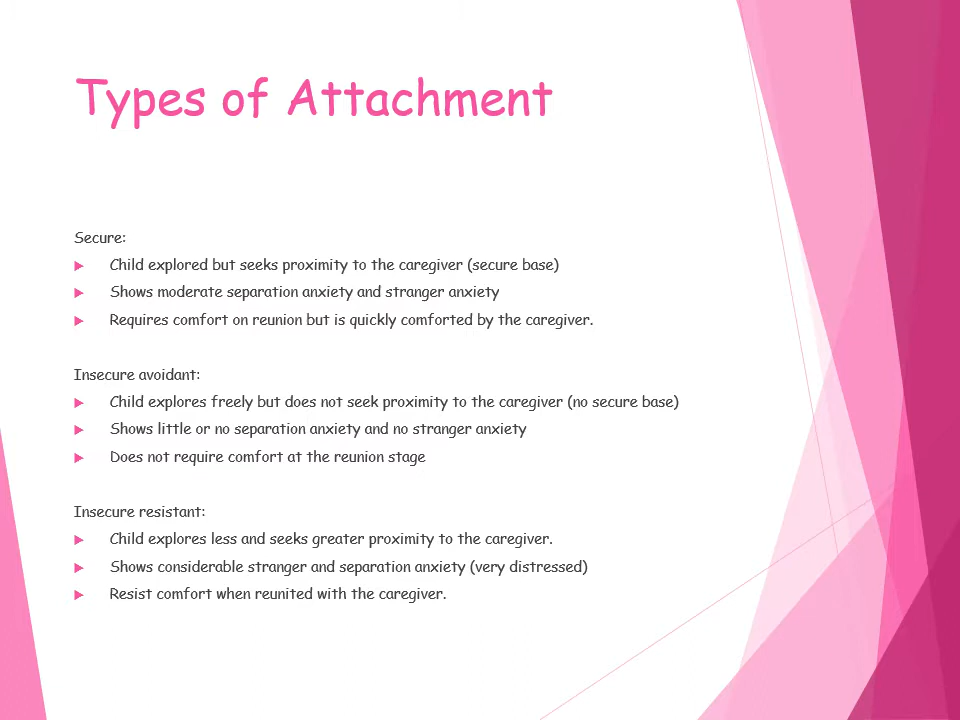 Types of Attachment
Secure:
Child explored but seeks proximity to the caregiver (secure base)
Shows moderate separation anxiety and stranger anxiety
Requires comfort on reunion but is quickly comforted by the caregiver.
Insecure avoidant:
Child explores freely but does not seek proximity to the caregiver (no secure base)
Shows little or no separation anxiety and no stranger anxiety
Does not require comfort at the reunion stage
Insecure resistant:
Child explores less and seeks greater proximity to the caregiver.
Shows considerable stranger and separation anxiety (very distressed)
Resist comfort when reunited with the caregiver.